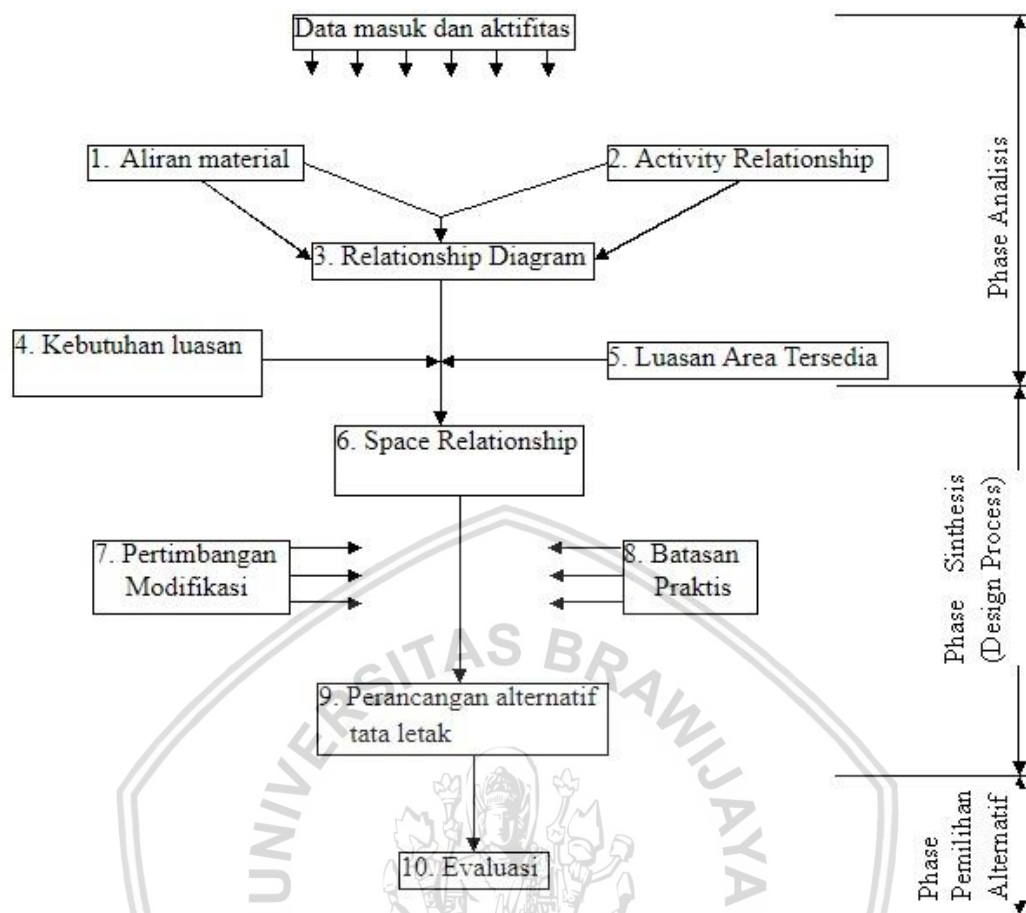 Data masuk dan aktifitas
1. Aliran material
2. Activity Relationship
3. Relationship Diagram
4. Kebutuhan luasan
5. Luasan Area Tersedia
6. Space Relationship
7. Pertimbangan
Modifikasi
8. Batasan
Praktis
9. Perancangan alternatif
tata letak
10. Evaluasi
Phase Analisis
Phase Sinthesis
(Design Process)
Phase
Pemilihan
Alternatif
UNIVERSITAS BRAWIJAYA